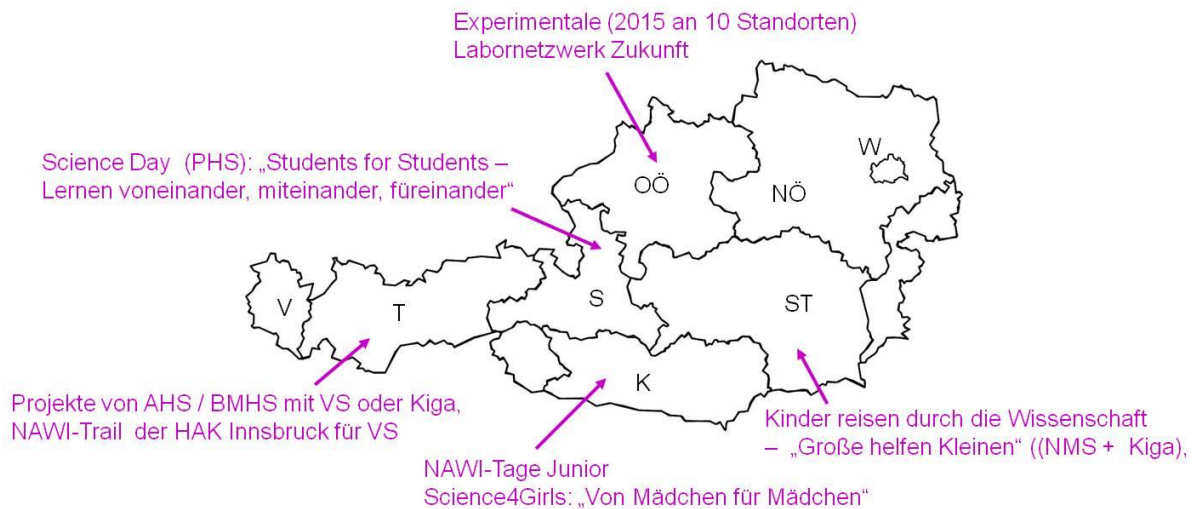 Experimentale (2015 an 10 Standorten)
Labornetzwerk Zukunft
W
Science Day (PHS): „Students for Students –
Lernen voneinander, miteinander, füreinander“
OÖ
NÖ
S
ST
V
T
K
Projekte von AHS / BMHS mit VS oder Kiga,
NAWI-Trail der HAK Innsbruck für VS
Kinder reisen durch die Wissenschaft
– „Große helfen Kleinen“ ((NMS + Kiga),
NAWI-Tage Junior
Science4Girls: „Von Mädchen für Mädchen“